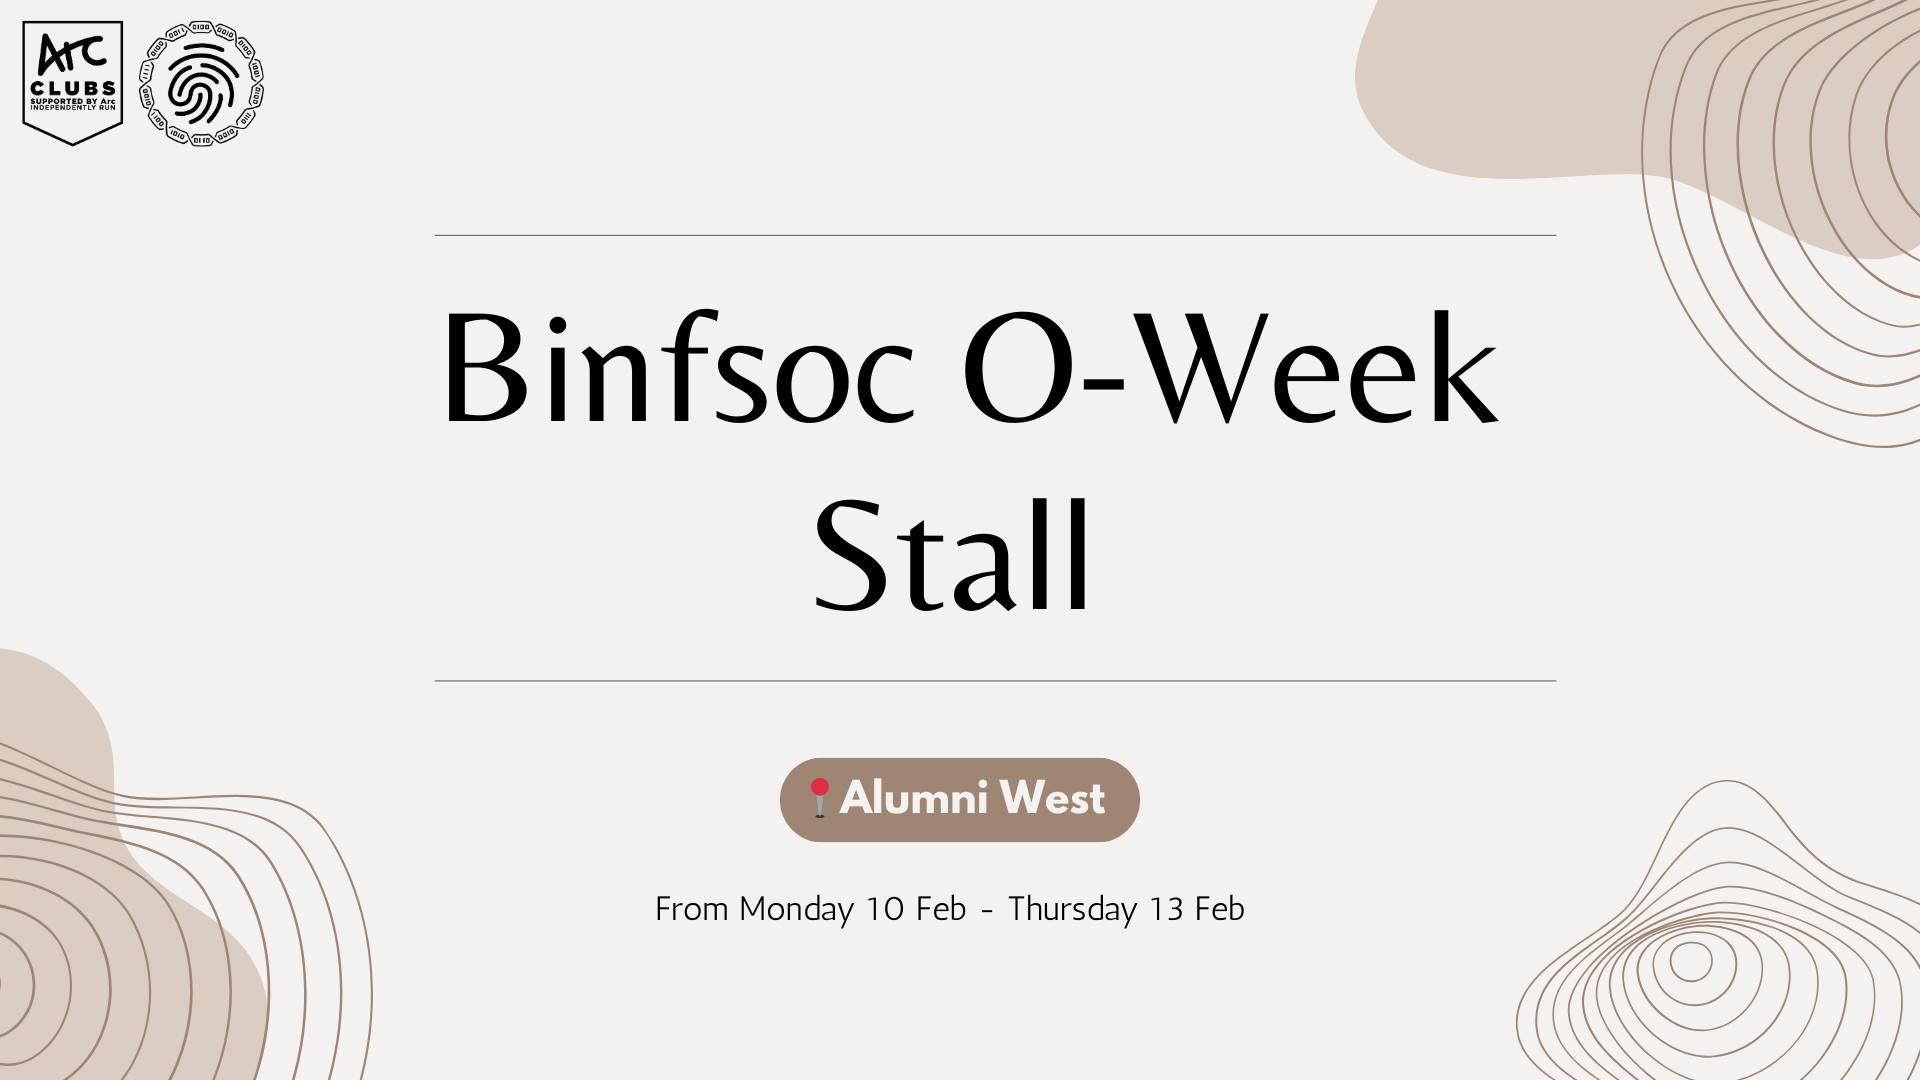 Arc
CLUBS
SUPPORTED BY Arc
INDEPENDENTLY RUN
Binfsoc O-Week
Stall
Alumni West
From Monday 10 Feb - Thursday 13 Feb